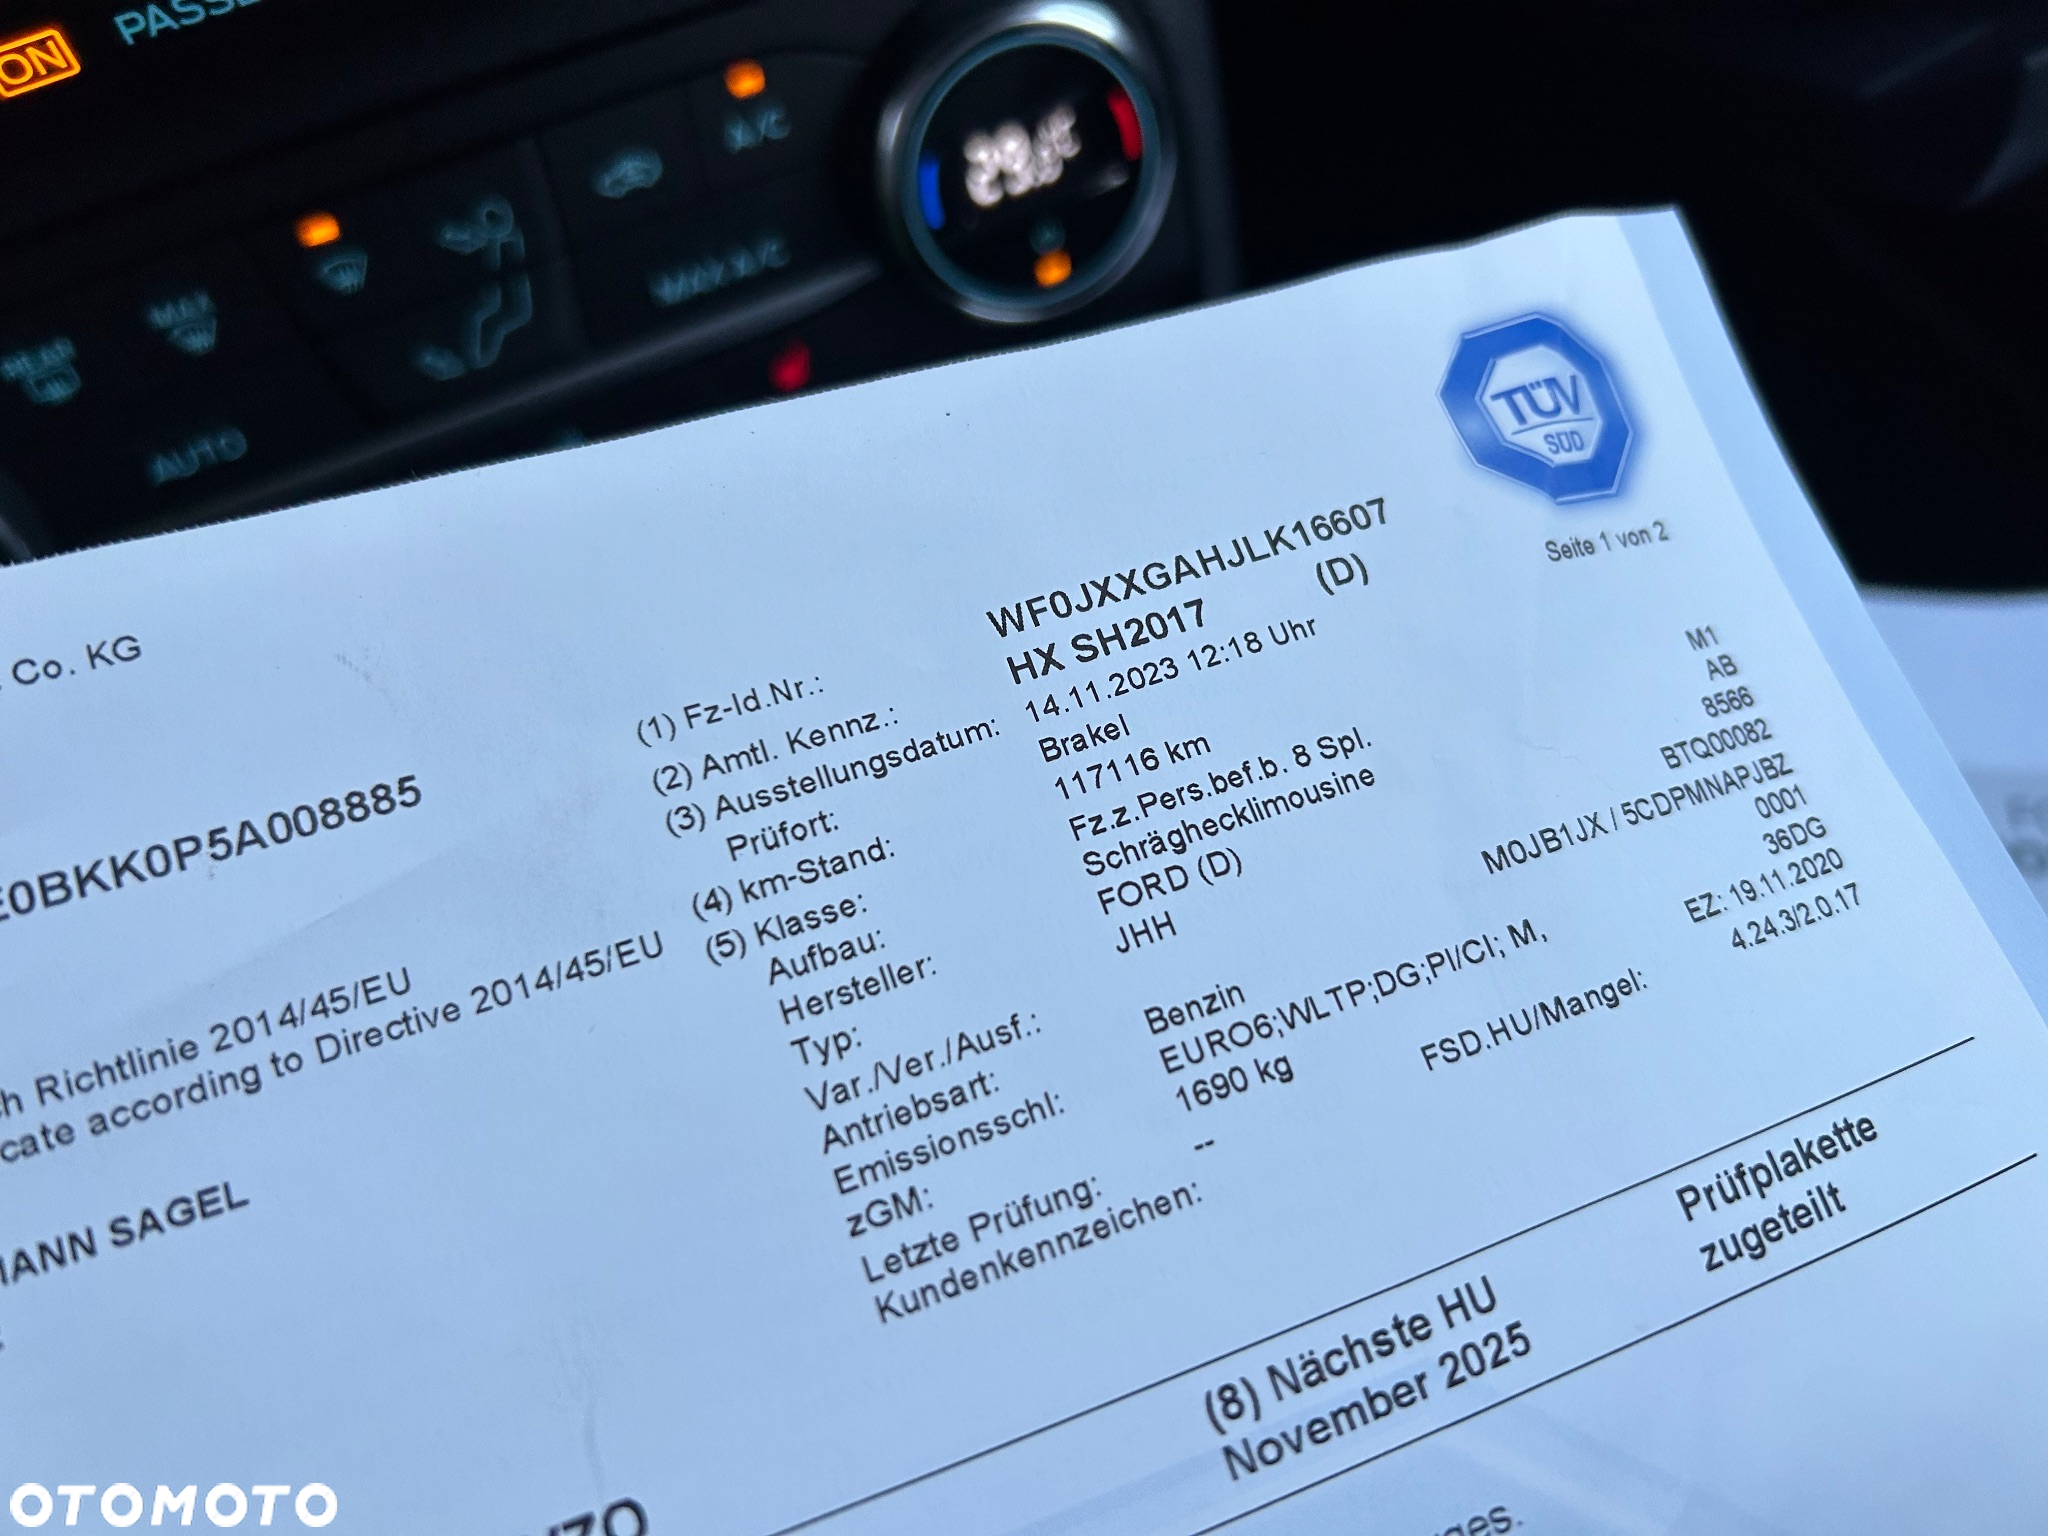 ON
A/C
MAX A/C
MAX
REAR
AUTO
TÜV
SÜD
Seite 1 von 2
Co. KG
(1) Fz-Id.Nr.: WF0JXXGAHJLK16607
(2) Amtl. Kennz.: HX SH2017 (D)
(3) Ausstellungsdatum: 14.11.2023 12:18 Uhr
Prüfort: Brakel
(4) km-Stand: 117116 km
(5) Klasse: Fz.z.Pers.bef.b. 8 Spl. M1
Aufbau: Schräghecklimousine AB
Hersteller: FORD (D) 8566
Typ: JHH BTQ00082
Var./Ver./Ausf.: M0JB1JX / 5CDPMNAPJBZ
Antriebsart: Benzin 0001
Emissionsschl: EURO6;WLTP;DG;PI/CI; M, 36DG
zGM: 1690 kg EZ: 19.11.2020
Letzte Prüfung: -- FSD.HU/Mangel: 4.24.3/2.0.17
Kundenkennzeichen:
E0BKK0P5A008885
Richtlinie 2014/45/EU
according to Directive 2014/45/EU
SAGEL
(8) Nächste HU
November 2025
Prüfplakette
zugeteilt
OTOMOTO